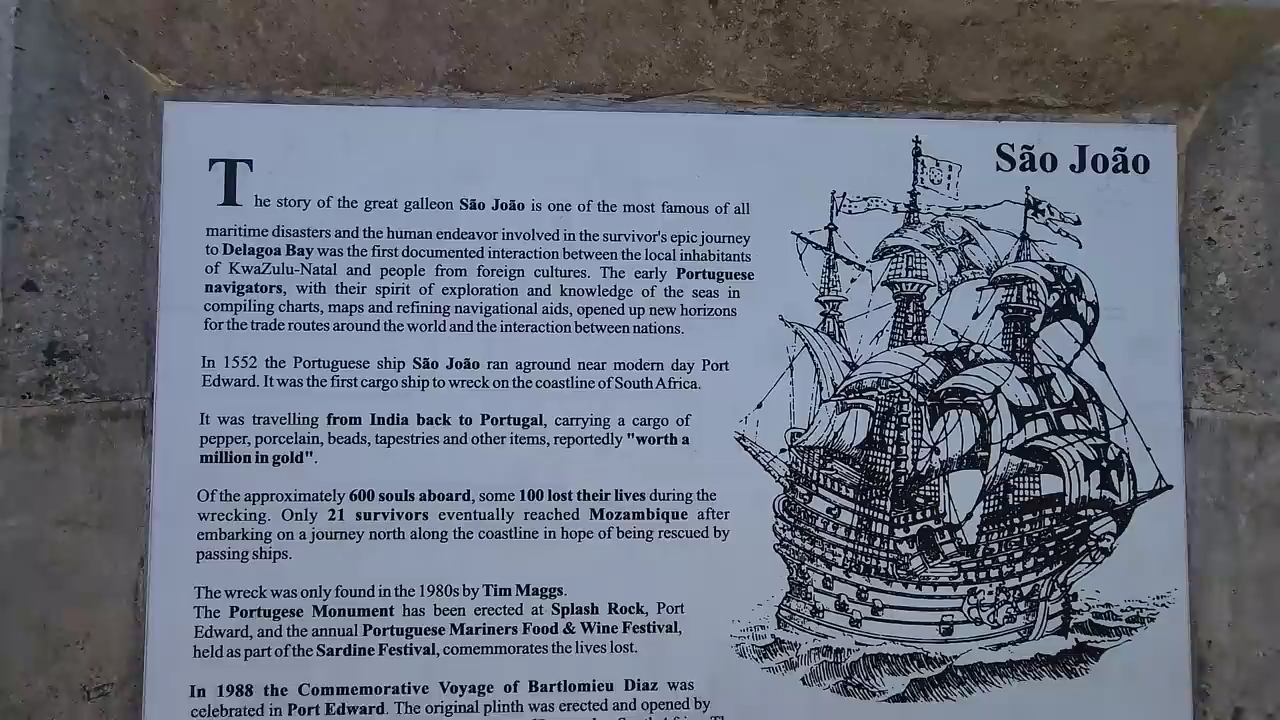 São João
The story of the great galleon São João is one of the most famous of all
maritime disasters and the human endeavor involved in the survivor's epic journey
to Delagoa Bay was the first documented interaction between the local inhabitants
of KwaZulu-Natal and people from foreign cultures. The early Portuguese
navigators, with their spirit of exploration and knowledge of the seas in
compiling charts, maps and refining navigational aids, opened up new horizons
for the trade routes around the world and the interaction between nations.
In 1552 the Portuguese ship São João ran aground near modern day Port
Edward. It was the first cargo ship to wreck on the coastline of South Africa.
It was travelling from India back to Portugal, carrying a cargo of
pepper, porcelain, beads, tapestries and other items, reportedly "worth a
million in gold".
Of the approximately 600 souls aboard, some 100 lost their lives during the
wrecking. Only 21 survivors eventually reached Mozambique after
embarking on a journey north along the coastline in hope of being rescued by
passing ships.
The wreck was only found in the 1980s by Tim Maggs.
The Portugese Monument has been erected at Splash Rock, Port
Edward, and the annual Portuguese Mariners Food & Wine Festival,
held as part of the Sardine Festival, comemmorates the lives lost.
In 1988 the Commemorative Voyage of Bartlomieu Diaz was
celebrated in Port Edward. The original plinth was erected and opened by